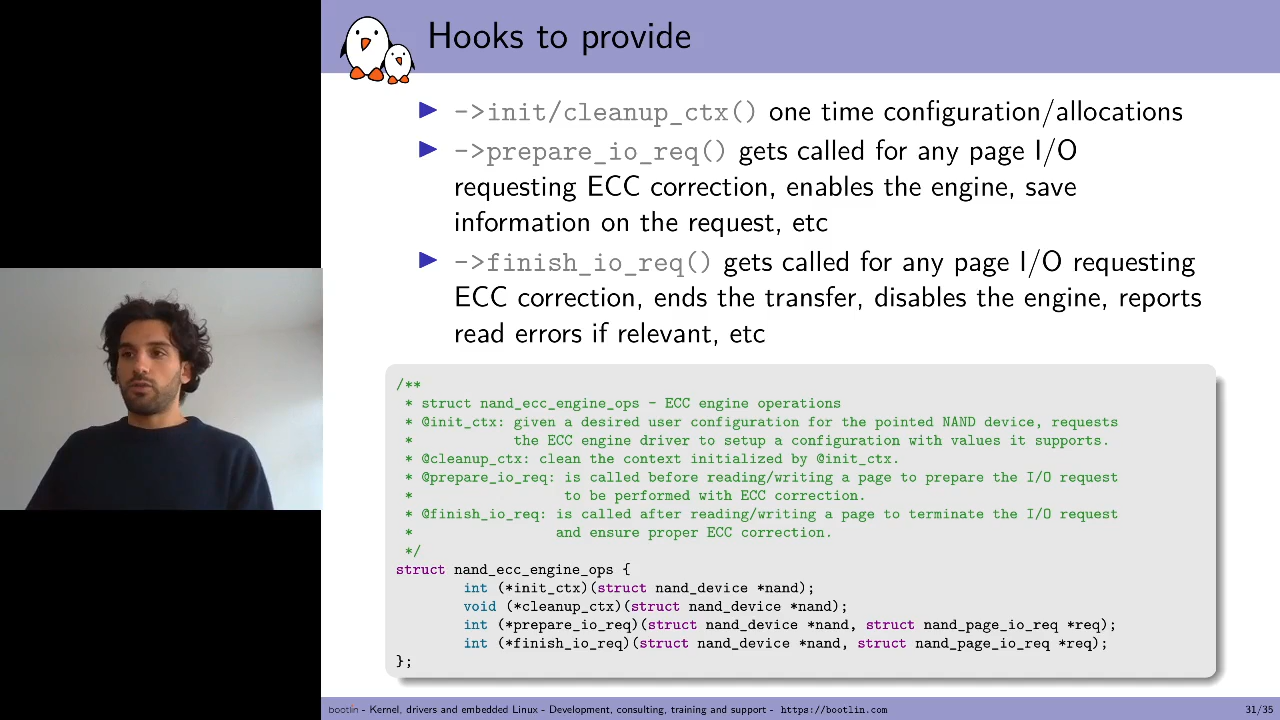 Hooks to provide
->init/cleanup_ctx() one time configuration/allocations
->prepare_io_req() gets called for any page I/O
requesting ECC correction, enables the engine, save
information on the request, etc
->finish_io_req() gets called for any page I/O requesting
ECC correction, ends the transfer, disables the engine, reports
read errors if relevant, etc
/**
 * struct nand_ecc_engine_ops - ECC engine operations
 * @init_ctx: given a desired user configuration for the pointed NAND device, requests
 *            the ECC engine driver to setup a configuration with values it supports.
 * @cleanup_ctx: clean the context initialized by @init_ctx.
 * @prepare_io_req: is called before reading/writing a page to prepare the I/O request
 *                  to be performed with ECC correction.
 * @finish_io_req: is called after reading/writing a page to terminate the I/O request
 *                 and ensure proper ECC correction.
 */
struct nand_ecc_engine_ops {
        int (*init_ctx)(struct nand_device *nand);
        void (*cleanup_ctx)(struct nand_device *nand);
        int (*prepare_io_req)(struct nand_device *nand, struct nand_page_io_req *req);
        int (*finish_io_req)(struct nand_device *nand, struct nand_page_io_req *req);
};
bootlin - Kernel, drivers and embedded Linux - Development, consulting, training and support - https://bootlin.com
31/35